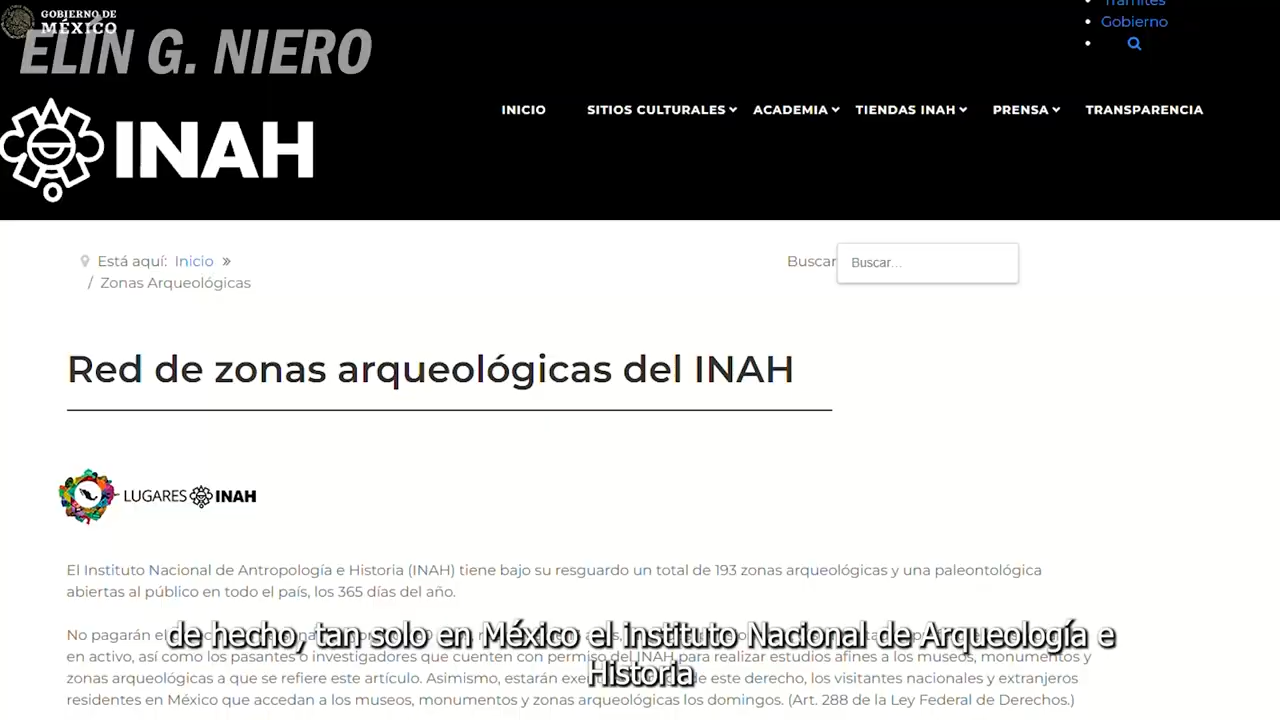 GOBIERNO DE
MÉXICO
Trámites
Gobierno
ELÍN G. NIERO
INAH
INICIO SITIOS CULTURALES ACADEMIA TIENDAS INAH PRENSA TRANSPARENCIA
Está aquí: Inicio »
/ Zonas Arqueológicas
Buscar
Buscar...
Red de zonas arqueológicas del INAH
LUGARES INAH
El Instituto Nacional de Antropología e Historia (INAH) tiene bajo su resguardo un total de 193 zonas arqueológicas y una paleontológica
abiertas al público en todo el país, los 365 días del año.
No pagarán el
de hecho, tan solo en México el instituto Nacional de Arqueología e
Historia
en activo, así como los pasantes o investigadores que cuenten con permiso del INAH para realizar estudios afines a los museos, monumentos y
zonas arqueológicas a que se refiere este artículo. Asimismo, estarán de este derecho, los visitantes nacionales y extranjeros
residentes en México que accedan a los museos, monumentos y zonas arqueológicas los domingos. (Art. 288 de la Ley Federal de Derechos.)